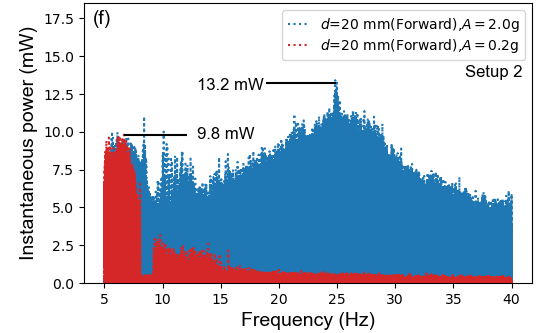 (f)
d=20 mm(Forward),A = 2.0g
d=20 mm(Forward),A = 0.2g
Setup 2
13.2 mW
9.8 mW
Instantaneous power (mW)
17.5
15.0
12.5
10.0
7.5
5.0
2.5
0.0
5 10 15 20 25 30 35 40
Frequency (Hz)